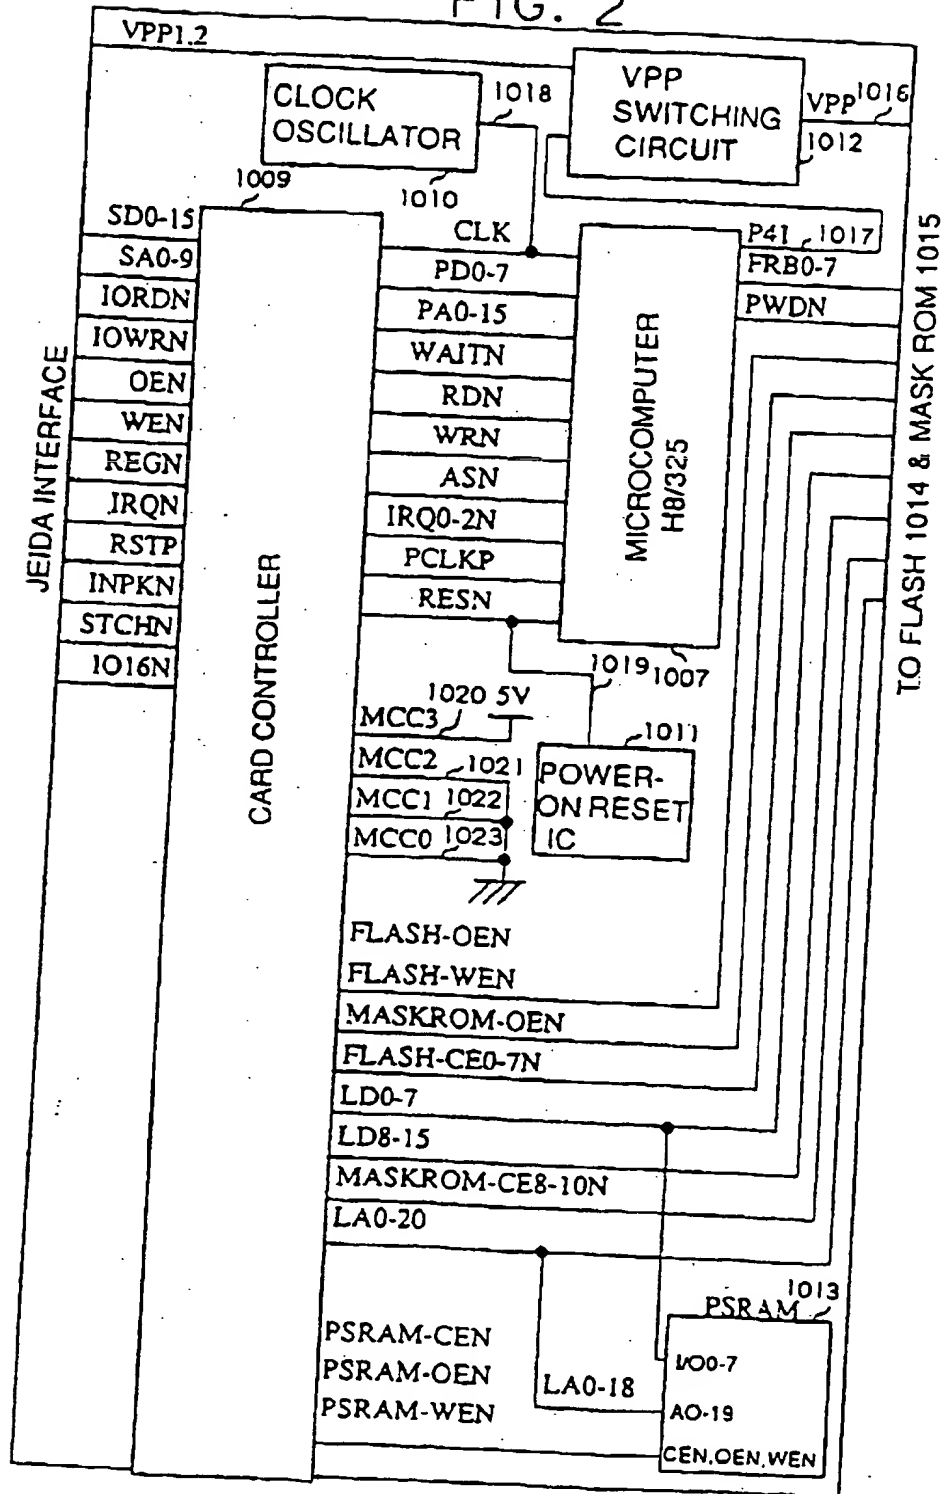 FIG. 2
VPP1.2
CLOCK
OSCILLATOR
1018
1010
VPP
SWITCHING
CIRCUIT
VPP 1016
1012
1009
SD0-15
SA0-9
IORDN
IOWRN
OEN
WEN
REGN
IRQN
RSTP
INPKN
STCHN
IO16N
JEIDA INTERFACE
CARD CONTROLLER
CLK
PD0-7
PA0-15
WAITN
RDN
WRN
ASN
IRQ0-2N
PCLKP
RESN
MICROCOMPUTER
H8/325
P41 1017
FRB0-7
PWDN
TO FLASH 1014 & MASK ROM 1015
1019
1007
MCC3 1020 5V
MCC2 1021
MCC1 1022
MCC0 1023
1011
POWER-
ON RESET
IC
FLASH-OEN
FLASH-WEN
MASKROM-OEN
FLASH-CE0-7N
LD0-7
LD8-15
MASKROM-CE8-10N
LA0-20
PSRAM-CEN
PSRAM-OEN
PSRAM-WEN
LA0-18
PSRAM 1013
I/O0-7
AO-19
CEN.OEN.WEN